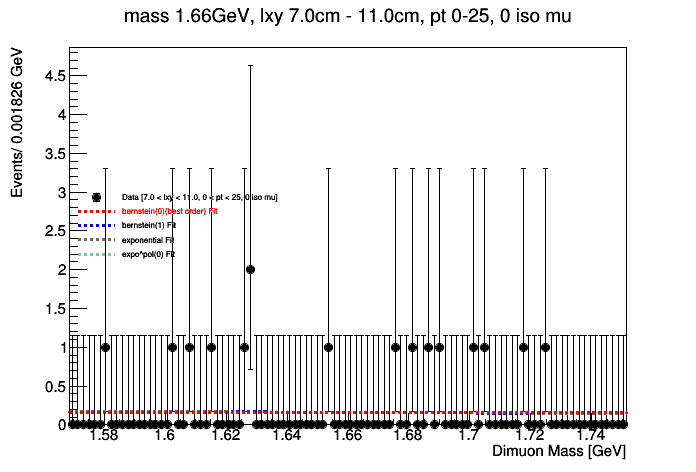 mass 1.66GeV, lxy 7.0cm - 11.0cm, pt 0-25, 0 iso mu
Events/ 0.001826 GeV
4.5
4
3.5
3
2.5
2
1.5
1
0.5
0
Data [7.0 < lxy < 11.0, 0 < pt < 25, 0 iso mu]
bernstein(0)(best order) Fit
bernstein(1) Fit
exponential Fit
expo*pol(0) Fit
1.58 1.6 1.62 1.64 1.66 1.68 1.7 1.72 1.74
Dimuon Mass [GeV]